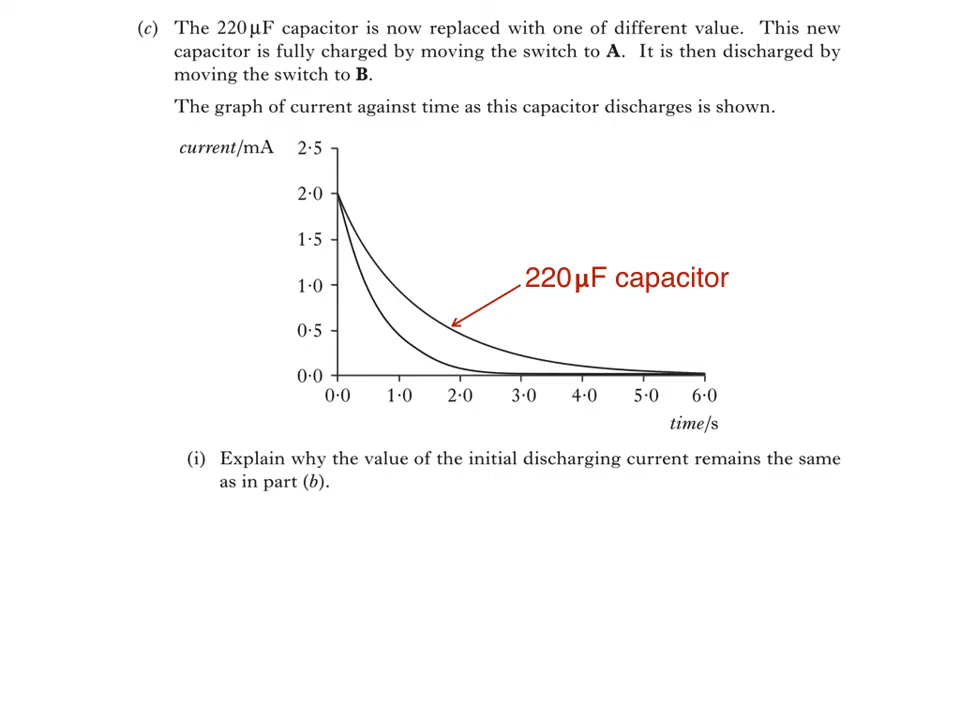 (c) The 220 μF capacitor is now replaced with one of different value. This new
capacitor is fully charged by moving the switch to A. It is then discharged by
moving the switch to B.
The graph of current against time as this capacitor discharges is shown.
current/mA 2·5
2·0
1·5
220 μF capacitor
1·0
0·5
0·0
0·0 1·0 2·0 3·0 4·0 5·0 6·0
time/s
(i) Explain why the value of the initial discharging current remains the same
as in part (b).